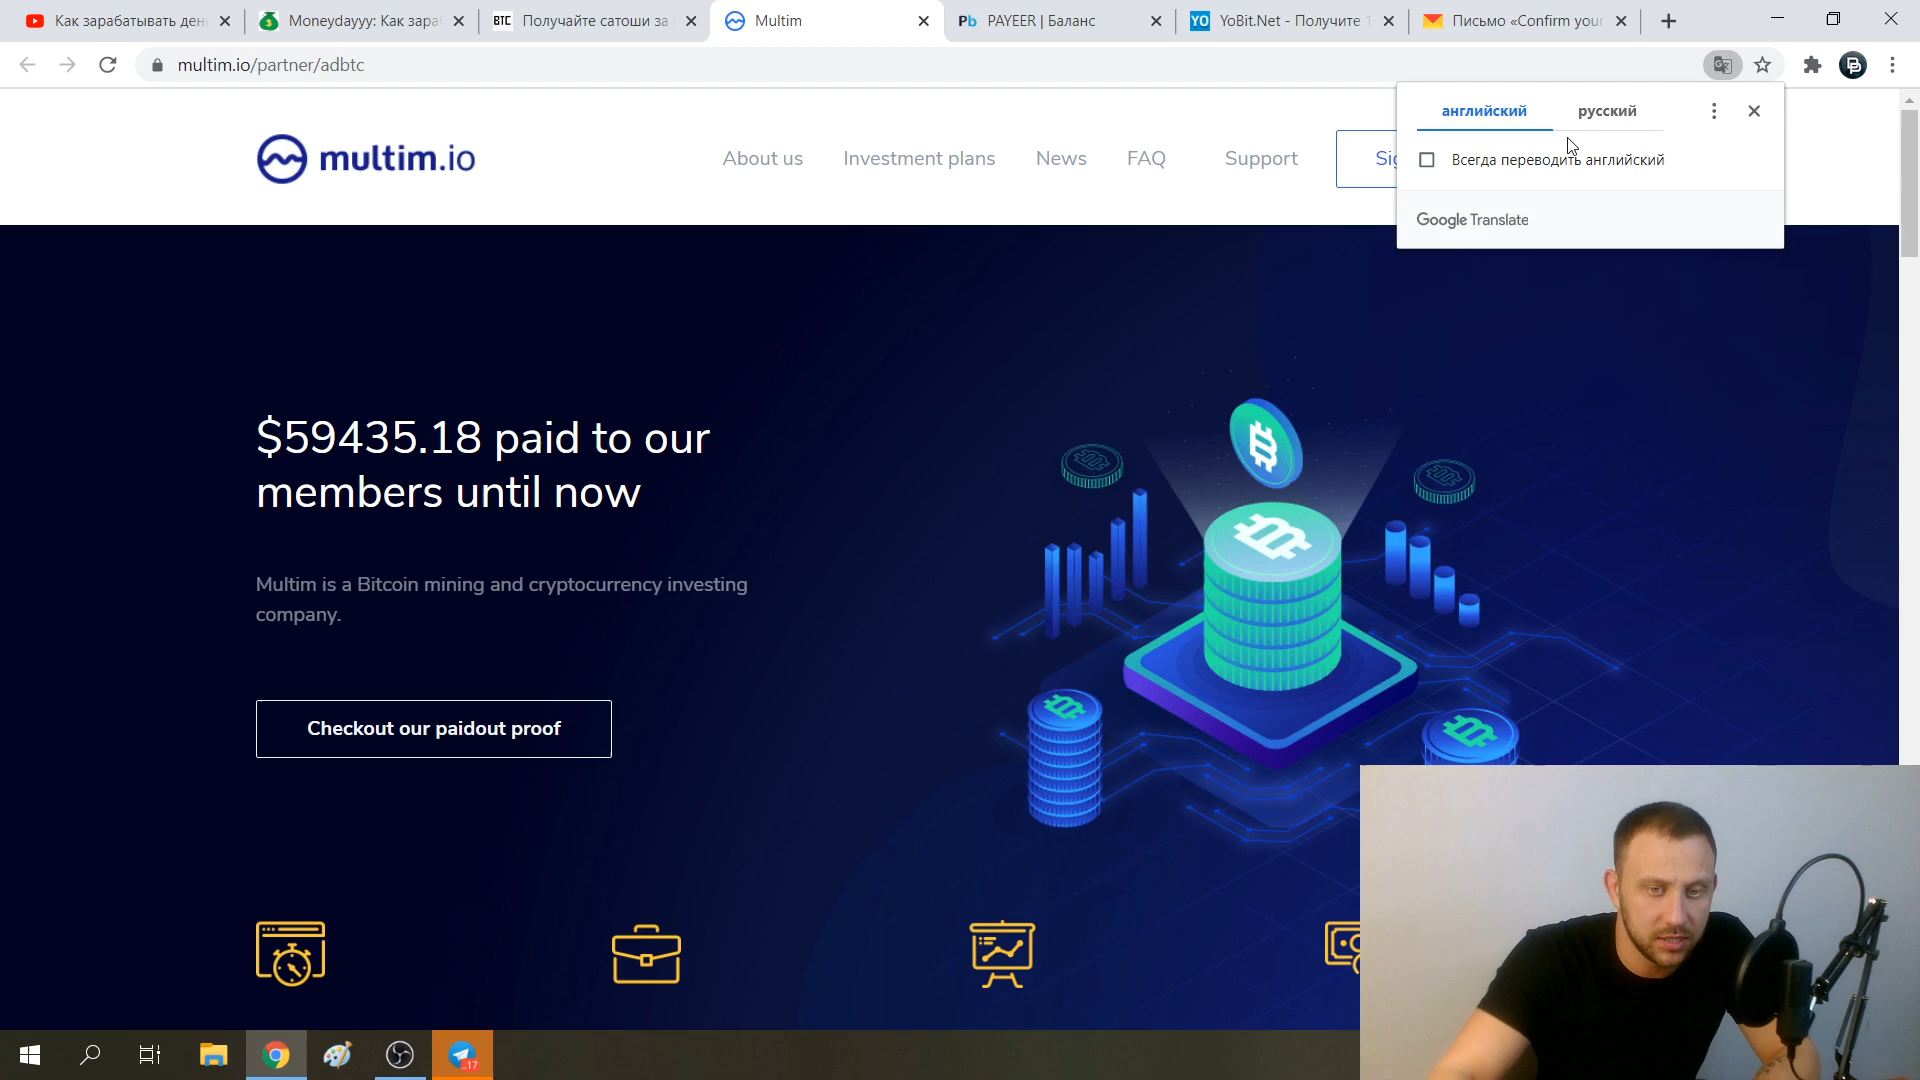 Как зарабатывать ден
Moneydayyy: Как зара
BTC
Получайте сатоши за
Multim
Pb
PAYEER | Баланс
YO
YoBit.Net - Получите 1
Письмо «Confirm your
multim.io/partner/adbtc
английский
русский
Всегда переводить английский
Google Translate
multim.io
About us
Investment plans
News
FAQ
Support
$59435.18 paid to our
members until now
Multim is a Bitcoin mining and cryptocurrency investing
company.
Checkout our paidout proof
..17